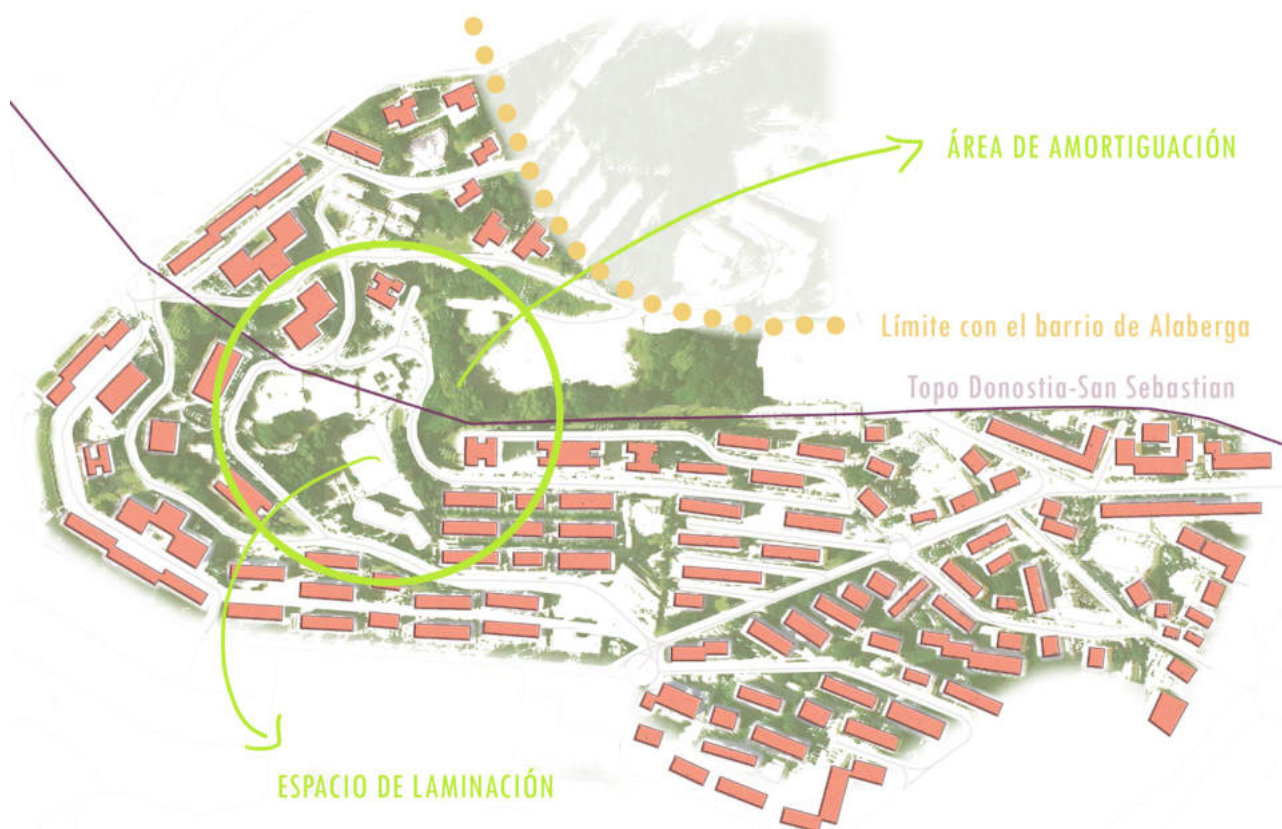 ÁREA DE AMORTIGUACIÓN
Límite con el barrio de Alaberga
Topo Donostia-San Sebastian
ESPACIO DE LAMINACIÓN